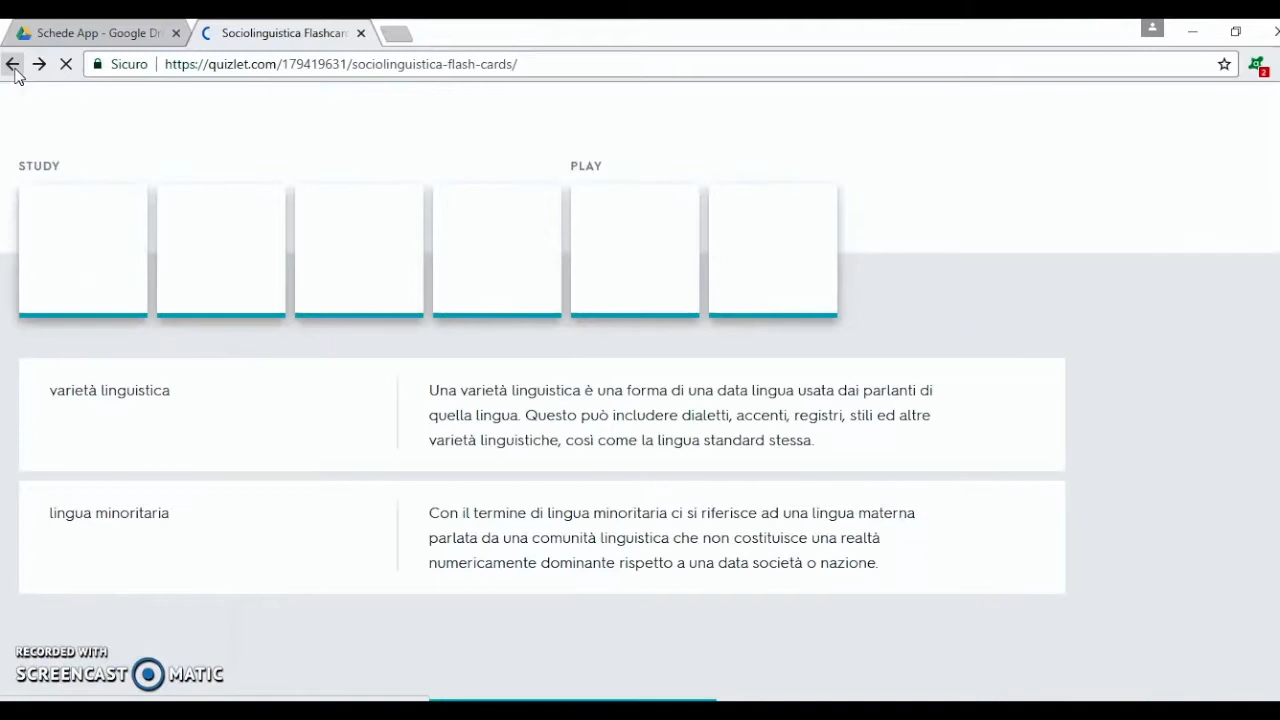 Schede App - Google Dr
Sociolinguistica Flashcard
Sicuro
https://quizlet.com/179419631/sociolinguistica-flash-cards/
2
STUDY
PLAY
varietà linguistica
Una varietà linguistica è una forma di una data lingua usata dai parlanti di
quella lingua. Questo può includere dialetti, accenti, registri, stili ed altre
varietà linguistiche, così come la lingua standard stessa.
lingua minoritaria
Con il termine di lingua minoritaria ci si riferisce ad una lingua materna
parlata da una comunità linguistica che non costituisce una realtà
numericamente dominante rispetto a una data società o nazione.
RECORDED WITH
SCREENCAST MATIC